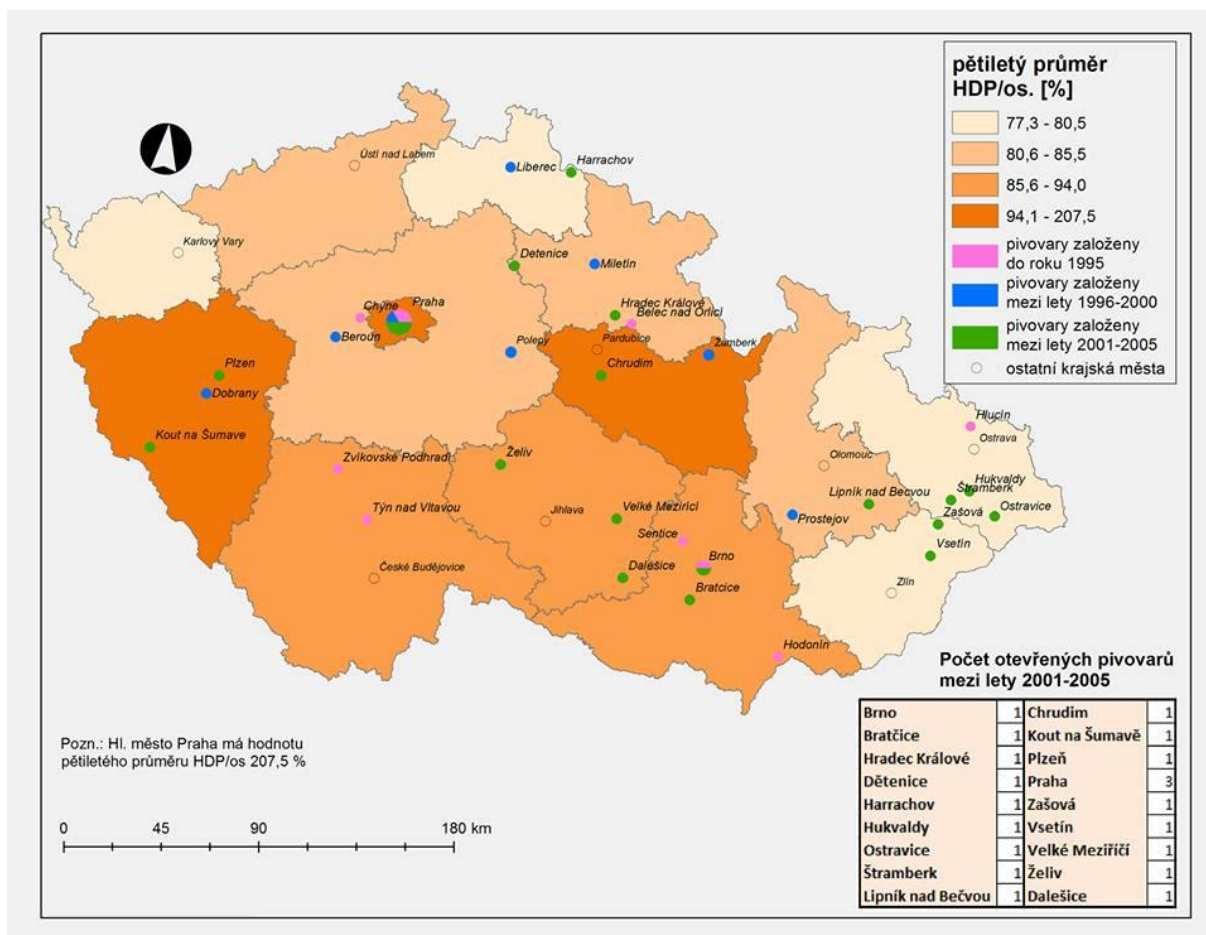 pětiletý průměr
HDP/os. [%]
77,3 - 80,5
80,6 - 85,5
85,6 - 94,0
94,1 - 207,5
pivovary založeny
do roku 1995
pivovary založeny
mezi lety 1996-2000
pivovary založeny
mezi lety 2001-2005
ostatní krajská města
Ústí nad Labem
Liberec
Harrachov
Karlovy Vary
Detenice
Miletin
Chyne
Praha
Hradec Králové
Belec nad Orlicí
Beroun
Polepy
Pardubice
Žamberk
Plzen
Chrudim
Dobrany
Kout na Šumave
Zvíkovské Podhradí
Želiv
Hlucin
Ostrava
Olomouc
Týn nad Vltavou
Jihlava
Velké Mezirící
Lipník nad Becvou
Hukvaldy
Štramberk
Ostravice
Prostejov
Zašová
Sentice
Vsetín
Brno
České Budějovice
Dalešice
Bratcice
Zlín
Hodonín
Pozn.: Hl. město Praha má hodnotu
pětiletého průměru HDP/os 207,5 %
0 45 90 180 km
Počet otevřených pivovarů
mezi lety 2001-2005
Brno 1 Chrudim 1
Bratčice 1 Kout na Šumavě 1
Hradec Králové 1 Plzeň 1
Dětenice 1 Praha 3
Harrachov 1 Zašová 1
Hukvaldy 1 Vsetín 1
Ostravice 1 Velké Meziříčí 1
Štramberk 1 Želiv 1
Lipník nad Bečvou 1 Dalešice 1